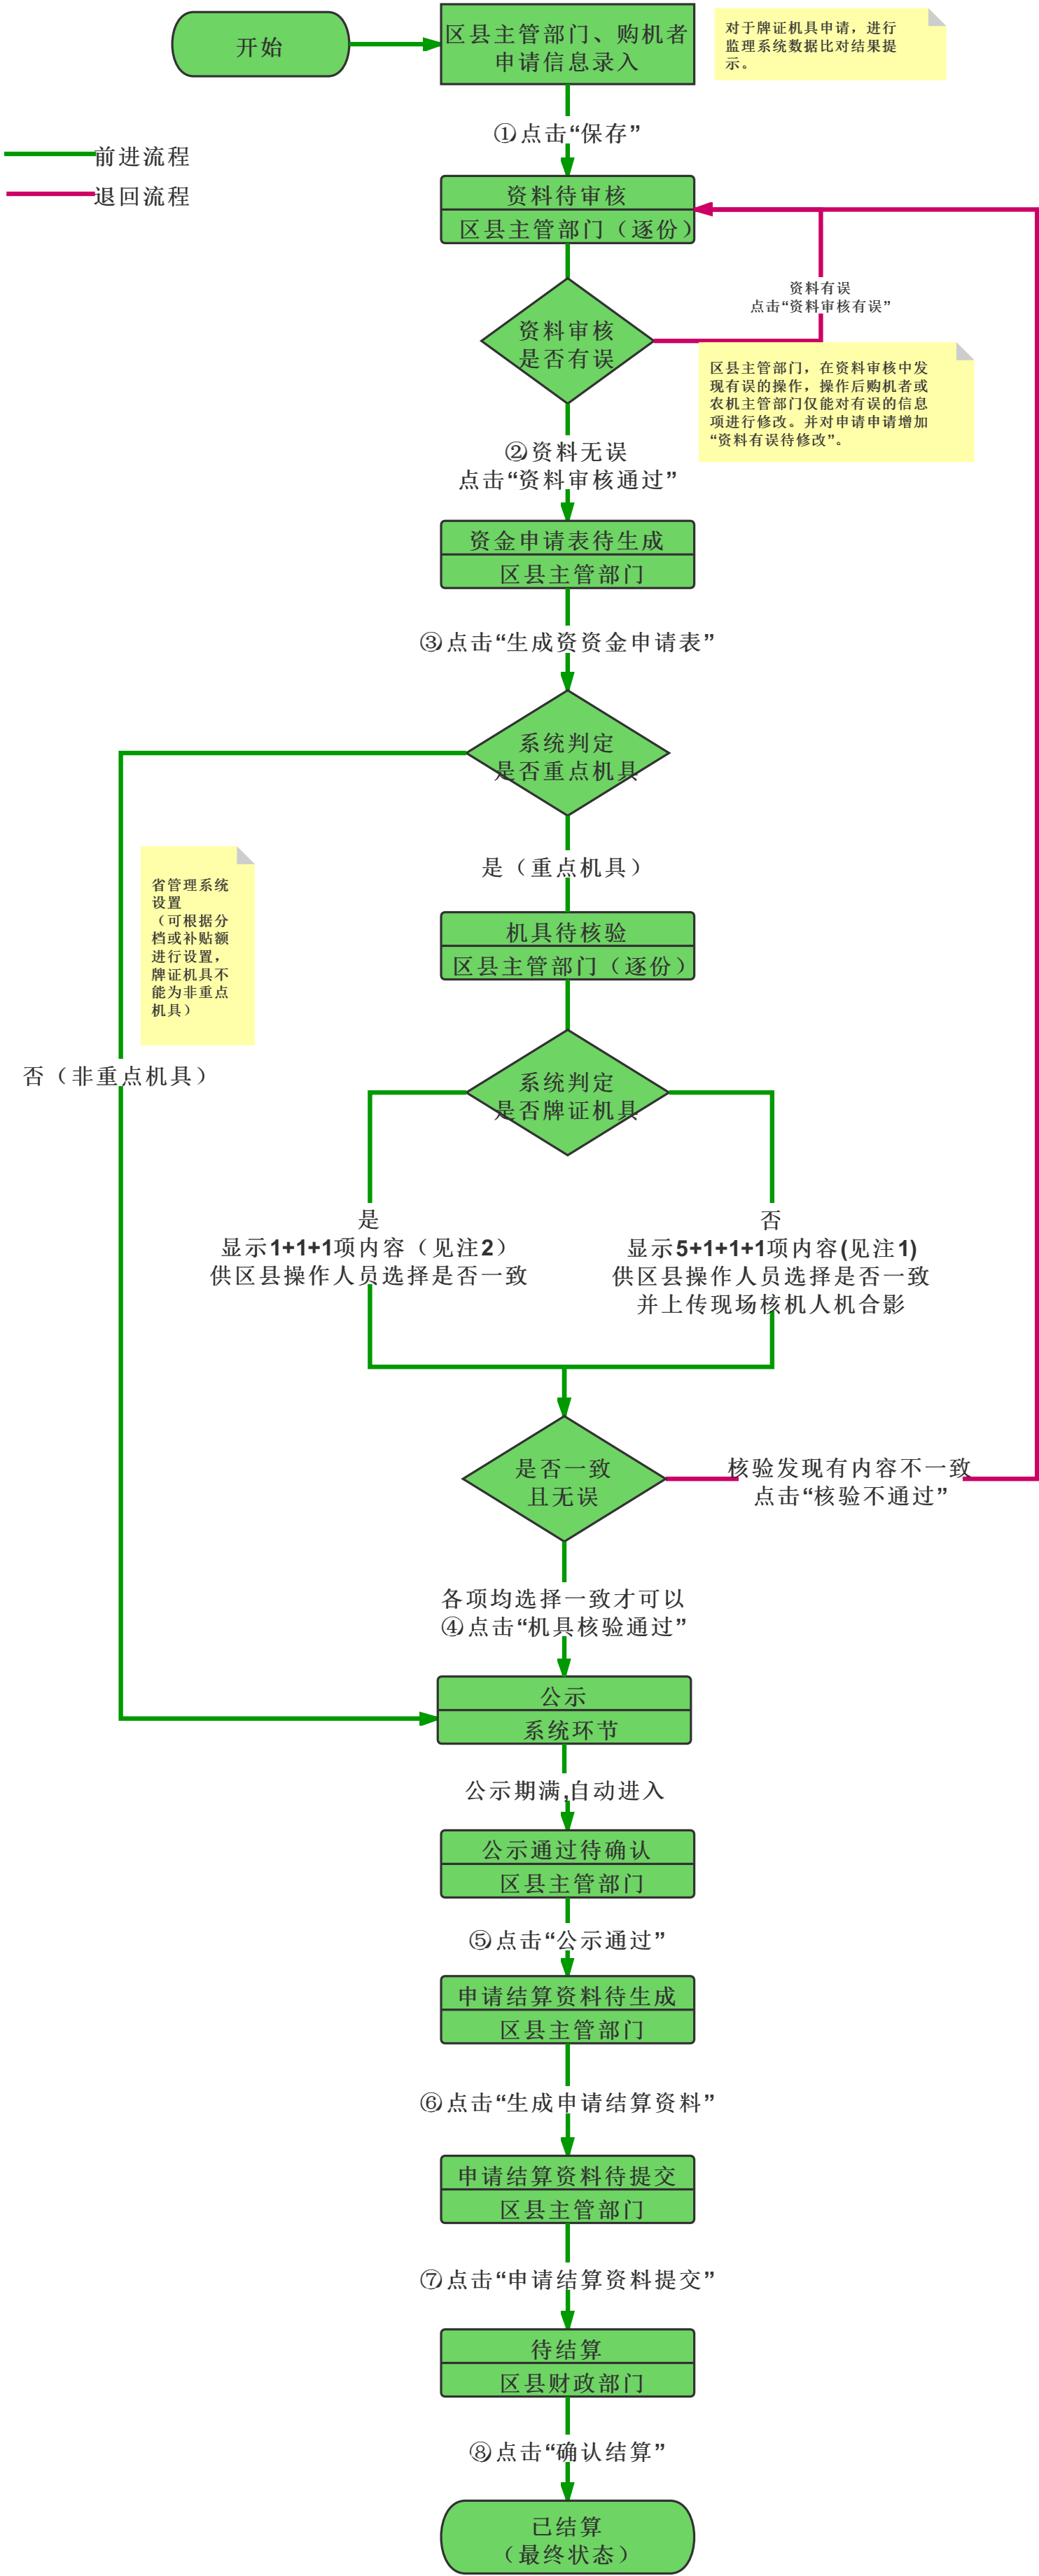 开始
区县主管部门、购机者
申请信息录入
对于牌证机具申请，进行
监理系统数据比对结果提
示。
①点击“保存”
前进流程
退回流程
资料待审核
区县主管部门（逐份）
资料有误
点击“资料审核有误”
资料审核
是否有误
区县主管部门，在资料审核中发
现有误的操作，操作后购机者或
农机主管部门仅能对有误的信息
项进行修改。并对申请申请增加
“资料有误待修改”。
②资料无误
点击“资料审核通过”
资金申请表待生成
区县主管部门
③点击“生成资资金申请表”
系统判定
是否重点机具
是（重点机具）
省管理系统
设置
（可根据分
档或补贴额
进行设置，
牌证机具不
能为非重点
机具）
机具待核验
区县主管部门（逐份）
否（非重点机具）
系统判定
是否牌证机具
是
显示1+1+1项内容（见注2）
供区县操作人员选择是否一致
否
显示5+1+1+1项内容(见注1)
供区县操作人员选择是否一致
并上传现场核机人机合影
是否一致
且无误
核验发现有内容不一致
点击“核验不通过”
各项均选择一致才可以
④点击“机具核验通过”
公示
系统环节
公示期满,自动进入
公示通过待确认
区县主管部门
⑤点击“公示通过”
申请结算资料待生成
区县主管部门
⑥点击“生成申请结算资料”
申请结算资料待提交
区县主管部门
⑦点击“申请结算资料提交”
待结算
区县财政部门
⑧点击“确认结算”
已结算
（最终状态）